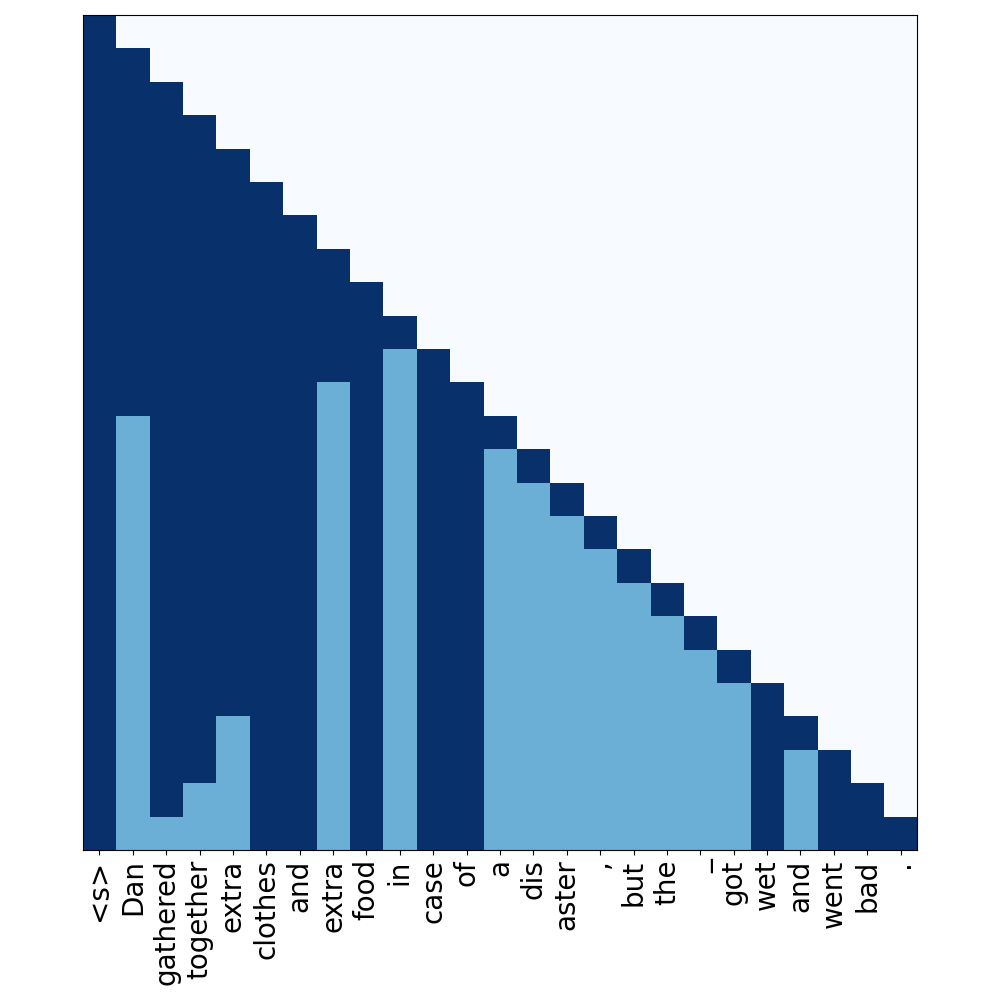 <s>
Dan
gathered
together
extra
clothes
and
extra
food
in
case
of
a
dis
aster
,
but
the
_
got
wet
and
went
bad
.